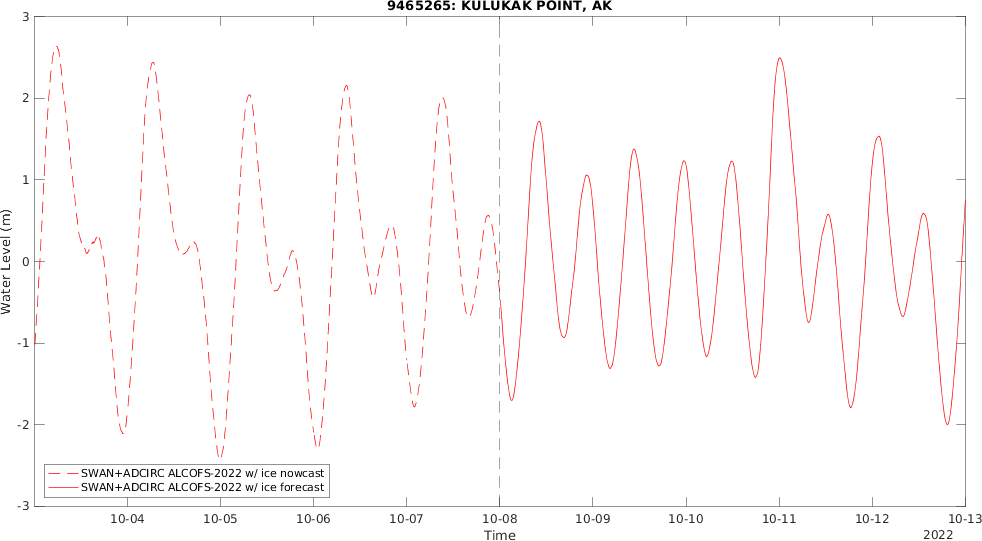 9465265: KULUKAK POINT, AK
3
2
1
0
-1
-2
-3
Water Level (m)
SWAN+ADCIRC ALCOFS-2022 w/ ice nowcast
SWAN+ADCIRC ALCOFS-2022 w/ ice forecast
10-04 10-05 10-06 10-07 10-08 10-09 10-10 10-11 10-12 10-13
Time
2022